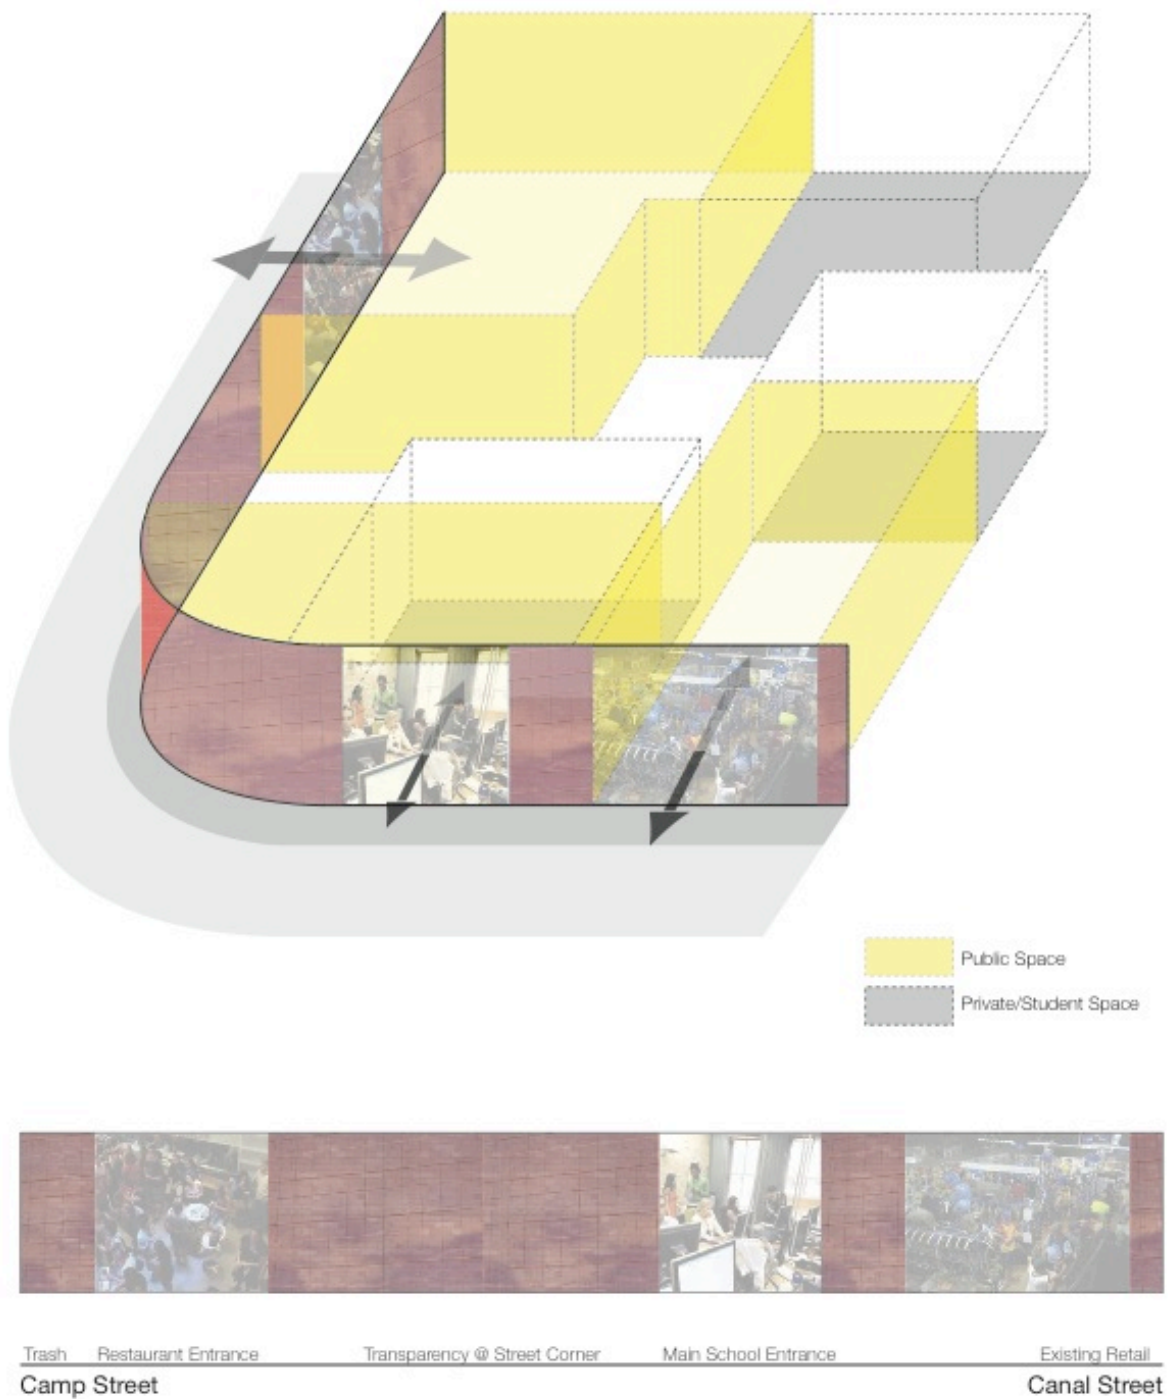 Public Space
Private/Student Space
Trash Restaurant Entrance Transparency @ Street Corner Main School Entrance Existing Retail
Camp Street Canal Street